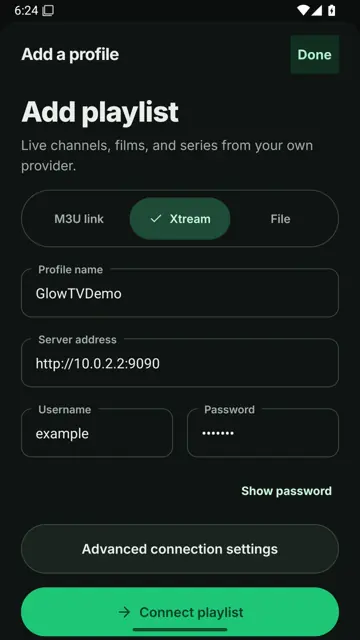 6:24
Add a profile
Done
Add playlist
Live channels, films, and series from your own
provider.
M3U link
Xtream
File
Profile name
GlowTVDemo
Server address
http://10.0.2.2:9090
Username
Password
example
•••••••
Show password
Advanced connection settings
Connect playlist